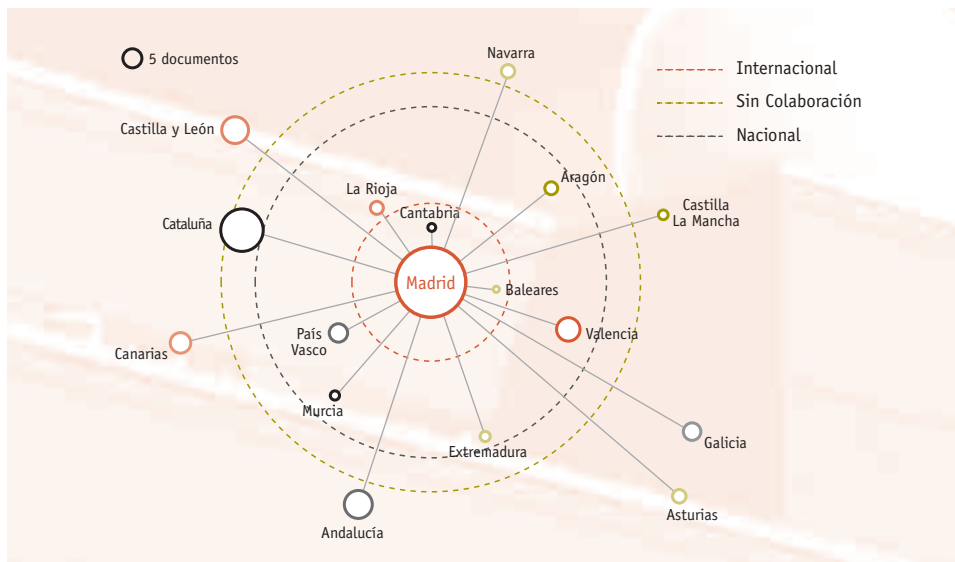 Navarra
5 documentos
Internacional
Sin Colaboración
Nacional
Castilla y León
La Rioja
Aragón
Cantabria
Castilla
La Mancha
Cataluña
Madrid
Baleares
País
Vasco
Valencia
Canarias
Murcia
Galicia
Extremadura
Asturias
Andalucía